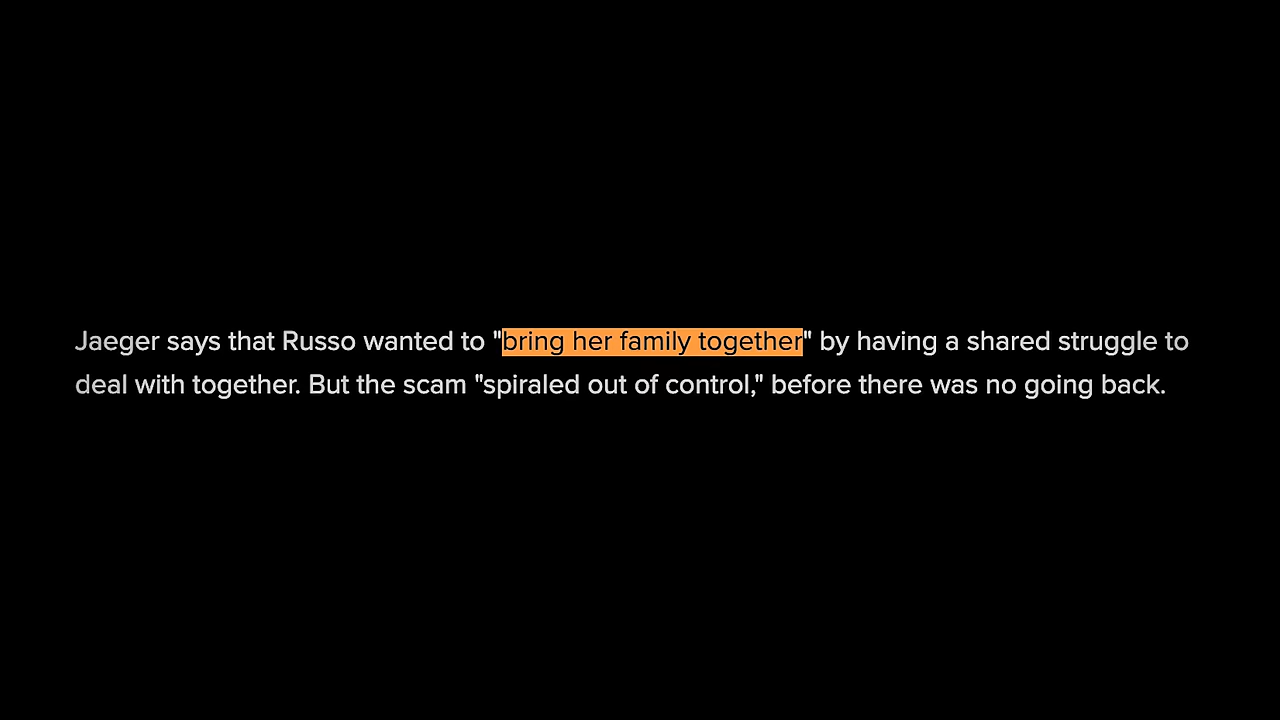 Jaeger says that Russo wanted to "bring her family together" by having a shared struggle to
deal with together. But the scam "spiraled out of control," before there was no going back.